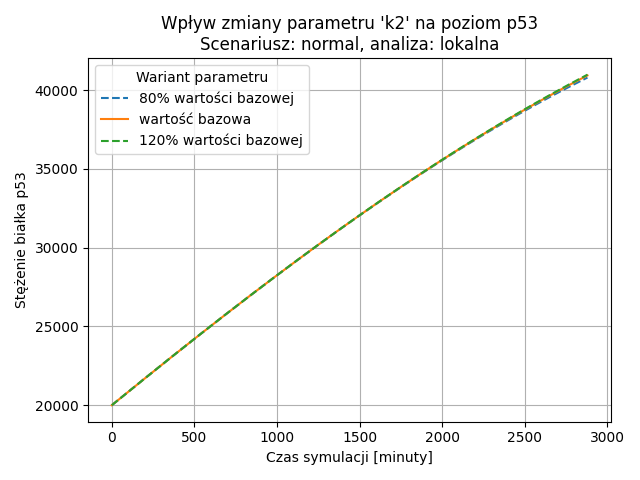 Wpływ zmiany parametru 'k2' na poziom p53
Scenariusz: normal, analiza: lokalna
Wariant parametru
80% wartości bazowej
wartość bazowa
120% wartości bazowej
Stężenie białka p53
40000
35000
30000
25000
20000
0 500 1000 1500 2000 2500 3000
Czas symulacji [minuty]